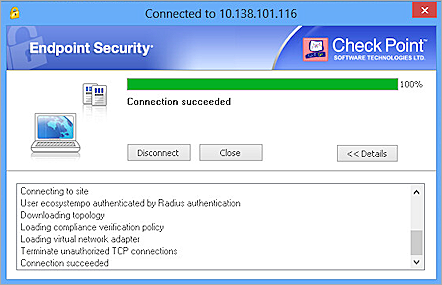 Connected to 10.138.101.116
Endpoint Security
Check Point
SOFTWARE TECHNOLOGIES LTD.
100%
Connection succeeded
Disconnect
Close
<< Details
Connecting to site
User ecosystempo authenticated by Radius authentication
Downloading topology
Loading compliance verification policy
Loading virtual network adapter
Terminate unauthorized TCP connections
Connection succeeded